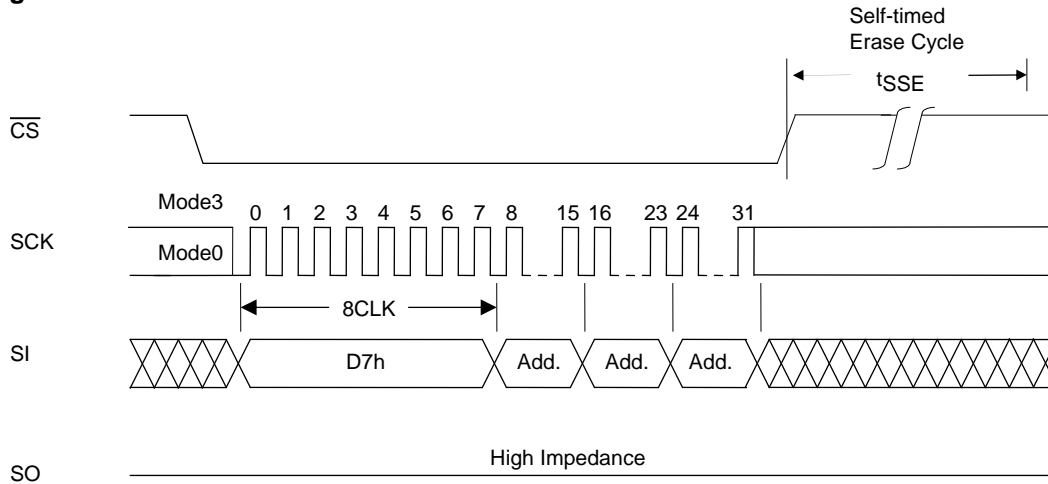 Self-timed
Erase Cycle
tSSE
CS
Mode3
0 1 2 3 4 5 6 7 8 15 16 23 24 31
SCK
Mode0
8CLK
SI
D7h
Add.
Add.
Add.
High Impedance
SO